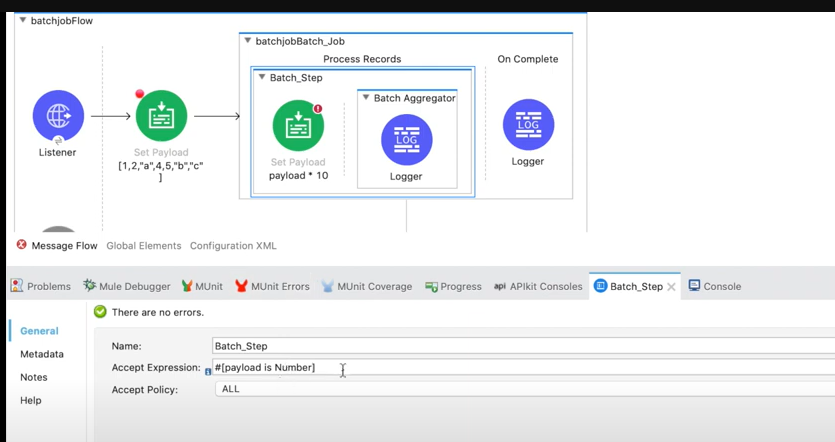 batchjobFlow
batchjobBatch_Job
Process Records
On Complete
Batch_Step
Batch Aggregator
LOG
LOG
Listener
Set Payload
[1,2,"a",4,5,"b","c"
]
Set Payload
payload * 10
Logger
Logger
Message Flow Global Elements Configuration XML
Problems Mule Debugger MUnit MUnit Errors MUnit Coverage Progress api APIkit Consoles Batch_Step Console
There are no errors.
General
Metadata
Notes
Help
Name: Batch_Step
Accept Expression: #[payload is Number]
Accept Policy: ALL